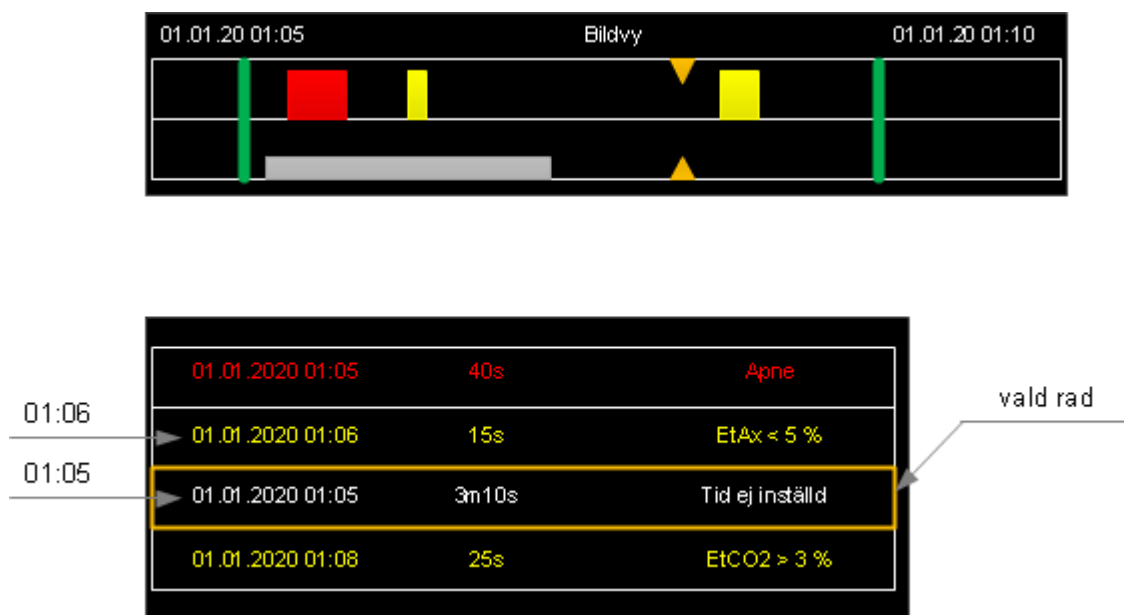 01.01.20 01:05 Bildvy 01.01.20 01:10
01.01.2020 01:05 40s Apne
01:06
01.01.2020 01:06 15s EtAx < 5 %
vald rad
01:05
01.01.2020 01:05 3m10s Tid ej inställd
01.01.2020 01:08 25s EtCO2 > 3 %